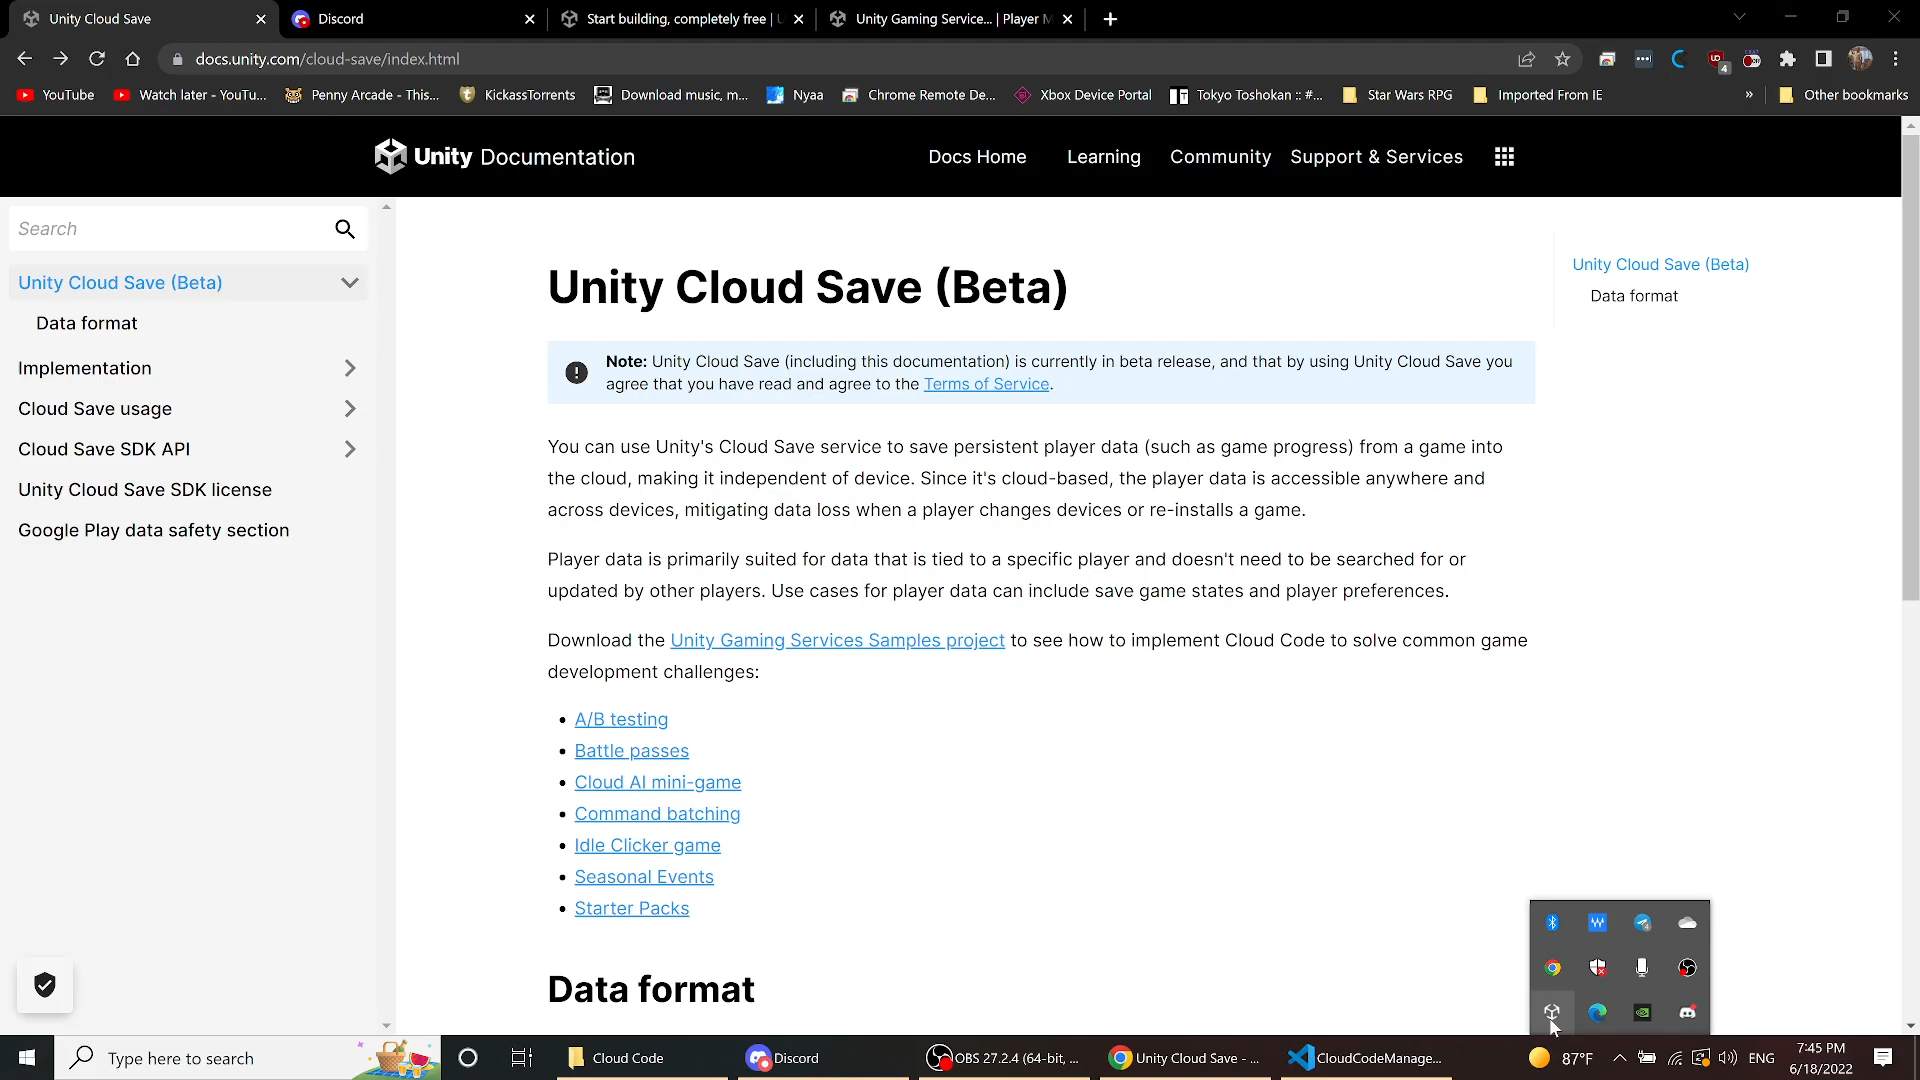 Unity Cloud Save
Discord
Start building, completely free |
Unity Gaming Service... | Player
docs.unity.com/cloud-save/index.html
4
YouTube
Watch later - YouTu...
Penny Arcade - This...
KickassTorrents
Download music, m...
Nyaa
Chrome Remote De...
Xbox Device Portal
Tokyo Toshokan :: #...
Star Wars RPG
Imported From IE
»
Other bookmarks
Unity Documentation
Docs Home
Learning
Community
Support & Services
Search
Unity Cloud Save (Beta)
Data format
Implementation
Cloud Save usage
Cloud Save SDK API
Unity Cloud Save SDK license
Google Play data safety section
Unity Cloud Save (Beta)
Note: Unity Cloud Save (including this documentation) is currently in beta release, and that by using Unity Cloud Save you
agree that you have read and agree to the Terms of Service.
You can use Unity's Cloud Save service to save persistent player data (such as game progress) from a game into
the cloud, making it independent of device. Since it's cloud-based, the player data is accessible anywhere and
across devices, mitigating data loss when a player changes devices or re-installs a game.
Player data is primarily suited for data that is tied to a specific player and doesn't need to be searched for or
updated by other players. Use cases for player data can include save game states and player preferences.
Download the Unity Gaming Services Samples project to see how to implement Cloud Code to solve common game
development challenges:
• A/B testing
• Battle passes
• Cloud AI mini-game
• Command batching
• Idle Clicker game
• Seasonal Events
• Starter Packs
Data format
Unity Cloud Save (Beta)
Data format
Type here to search
Cloud Code
Discord
OBS 27.2.4 (64-bit, ...
Unity Cloud Save - ...
CloudCodeManage...
87°F
ENG
7:45 PM
6/18/2022